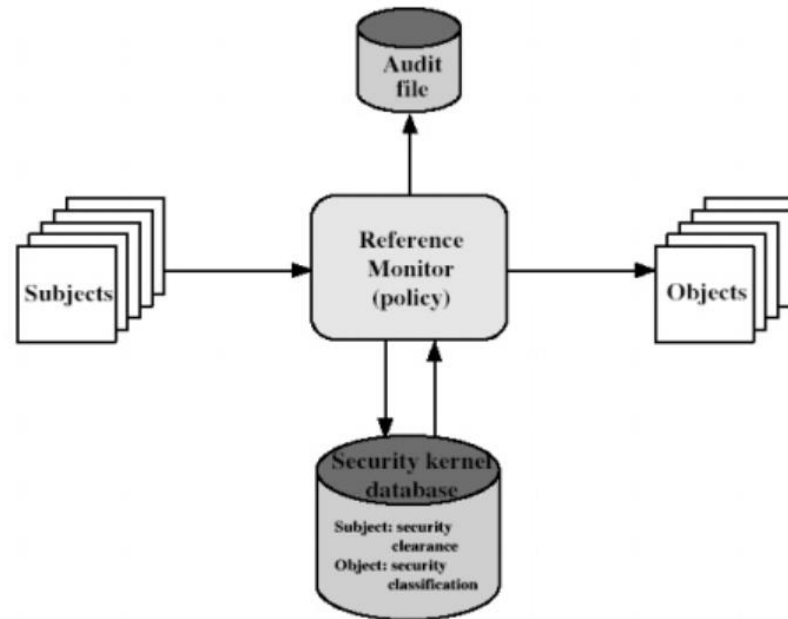 Audit
file
Subjects
Reference
Monitor
(policy)
Objects
Security kernel
database
Subject: security
clearance
Object: security
classification